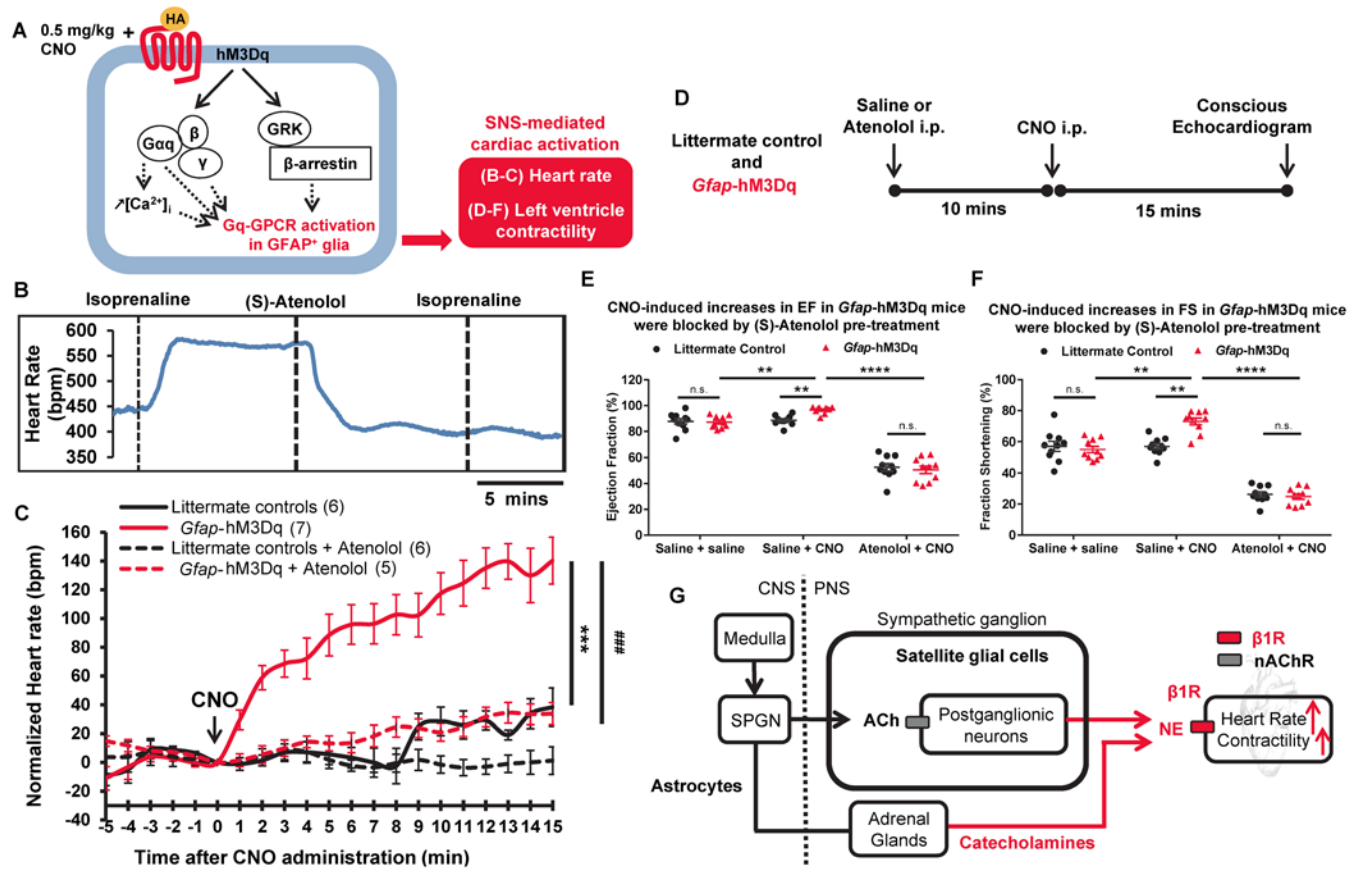 A
0.5 mg/kg +
CNO
HA
hM3Dq
Gαq
β
γ
GRK
β-arrestin
↗[Ca²⁺]ᵢ
Gq-GPCR activation
in GFAP⁺ glia
SNS-mediated
cardiac activation
(B-C) Heart rate
(D-F) Left ventricle
contractility
D
Littermate control
and
Gfap-hM3Dq
Saline or
Atenolol i.p.
CNO i.p.
Conscious
Echocardiogram
10 mins
15 mins
B
Isoprenaline
(S)-Atenolol
Isoprenaline
Heart Rate
(bpm)
600
550
500
450
400
350
5 mins
C
Littermate controls (6)
Gfap-hM3Dq (7)
Littermate controls + Atenolol (6)
Gfap-hM3Dq + Atenolol (5)
Normalized Heart rate (bpm)
160
140
120
100
80
60
40
20
0
-20
-40
CNO
***
###
-5 -4 -3 -2 -1 0 1 2 3 4 5 6 7 8 9 10 11 12 13 14 15
Time after CNO administration (min)
E
CNO-induced increases in EF in Gfap-hM3Dq mice
were blocked by (S)-Atenolol pre-treatment
Littermate Control
Gfap-hM3Dq
n.s.
**
**
****
n.s.
Ejection Fraction (%)
120
100
80
60
40
20
0
Saline + saline
Saline + CNO
Atenolol + CNO
F
CNO-induced increases in FS in Gfap-hM3Dq mice
were blocked by (S)-Atenolol pre-treatment
Littermate Control
Gfap-hM3Dq
n.s.
**
**
****
n.s.
Fraction Shortening (%)
100
80
60
40
20
0
Saline + saline
Saline + CNO
Atenolol + CNO
G
CNS
PNS
Medulla
SPGN
Astrocytes
Sympathetic ganglion
Satellite glial cells
ACh
Postganglionic
neurons
Adrenal
Glands
Catecholamines
β1R
nAChR
β1R
NE
Heart Rate
Contractility